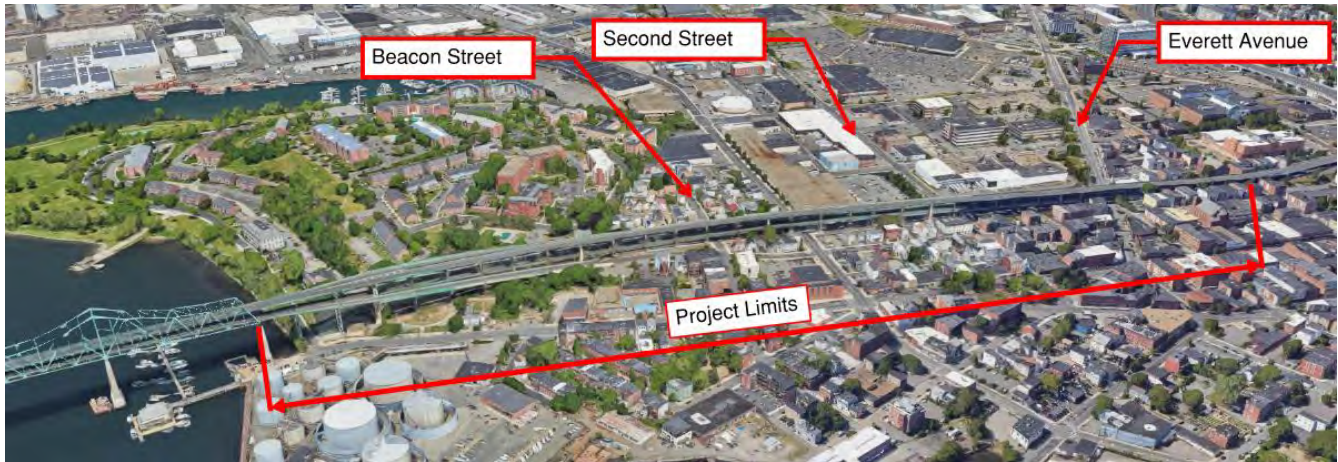 Beacon Street
Second Street
Everett Avenue
Project Limits